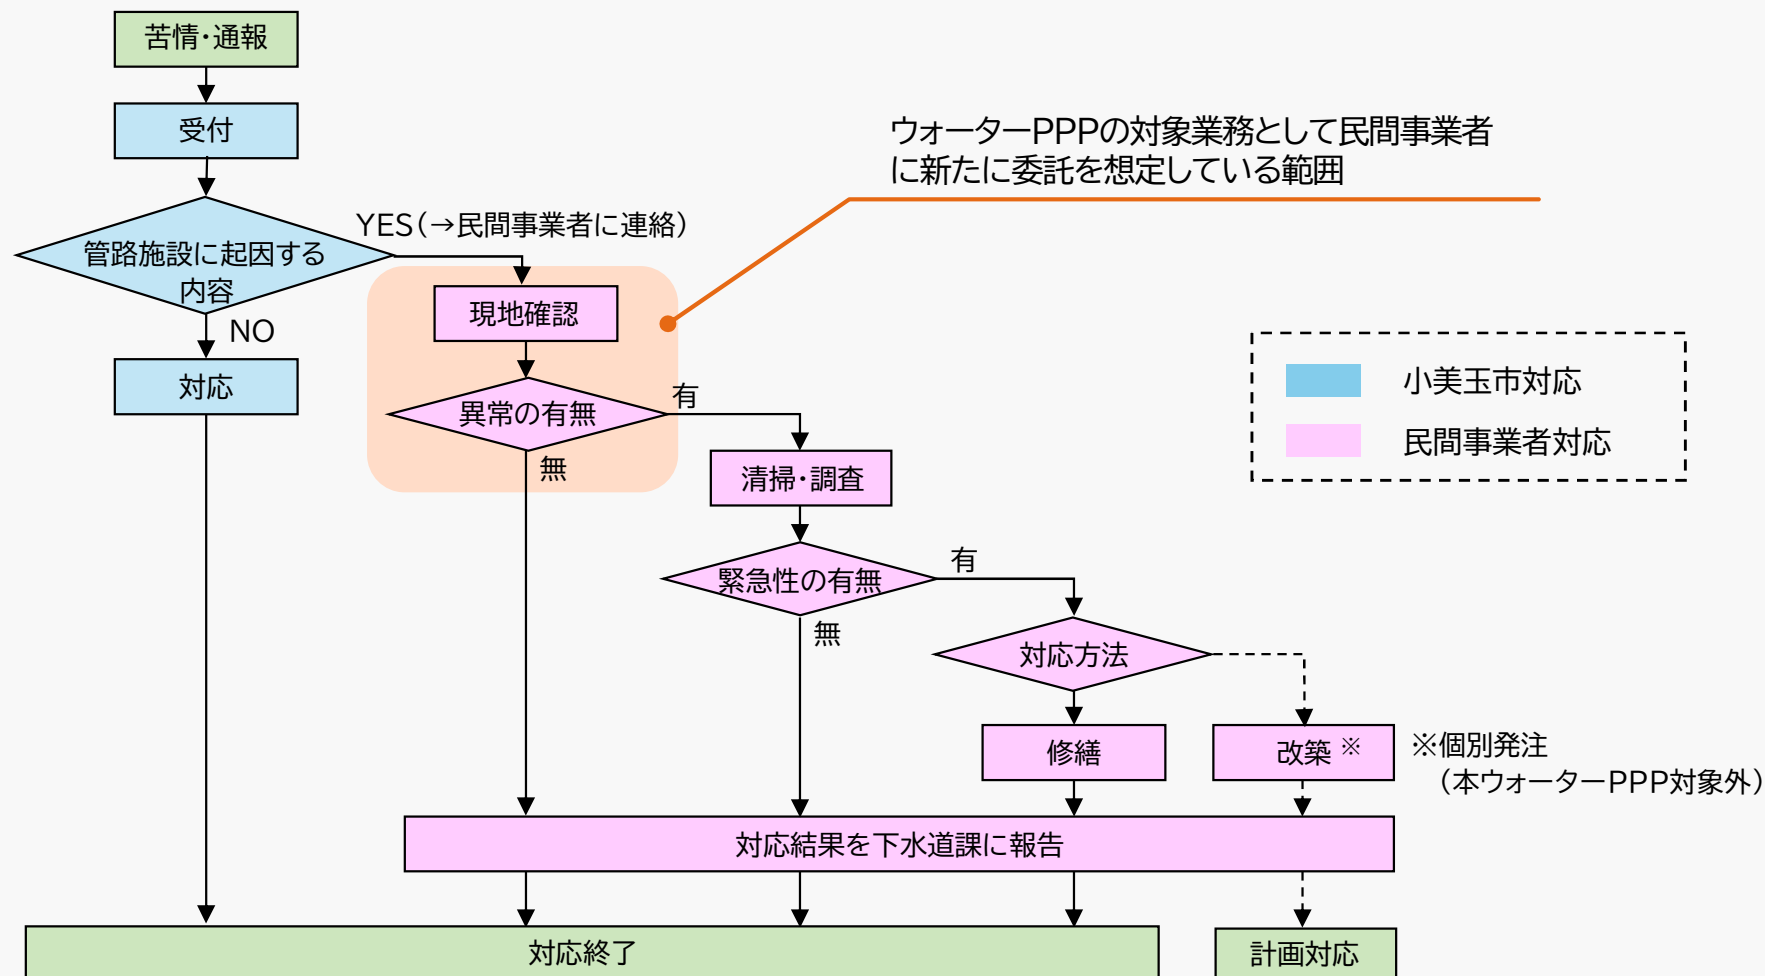 苦情・通報
受付
ウォーターPPPの対象業務として民間事業者
に新たに委託を想定している範囲
管路施設に起因する
内容
YES(→民間事業者に連絡)
NO
対応
現地確認
異常の有無
有
無
小美玉市対応
民間事業者対応
清掃・調査
緊急性の有無
有
無
対応方法
修繕
改築 ※
※個別発注
(本ウォーターPPP対象外)
対応結果を下水道課に報告
対応終了
計画対応